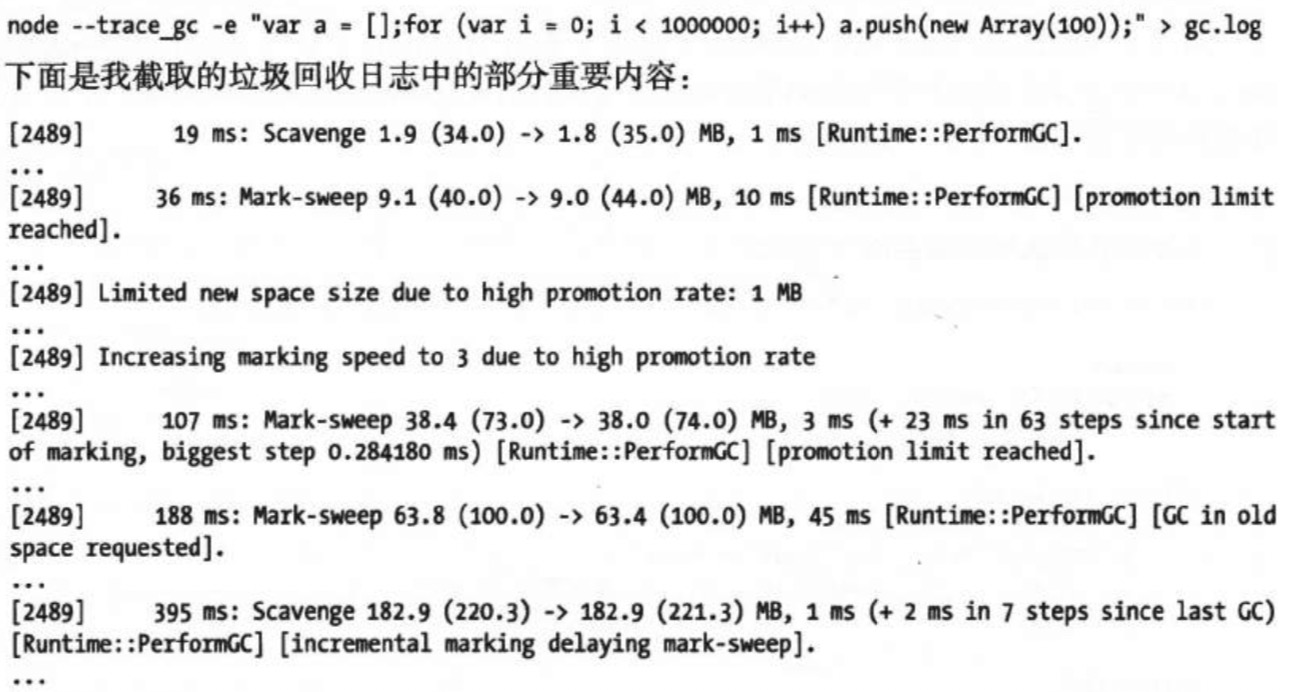 node --trace_gc -e "var a = [];for (var i = 0; i < 1000000; i++) a.push(new Array(100));" > gc.log
下面是我截取的垃圾回收日志中的部分重要内容：
[2489] 19 ms: Scavenge 1.9 (34.0) -> 1.8 (35.0) MB, 1 ms [Runtime::PerformGC].
...
[2489] 36 ms: Mark-sweep 9.1 (40.0) -> 9.0 (44.0) MB, 10 ms [Runtime::PerformGC] [promotion limit
reached].
...
[2489] Limited new space size due to high promotion rate: 1 MB
...
[2489] Increasing marking speed to 3 due to high promotion rate
...
[2489] 107 ms: Mark-sweep 38.4 (73.0) -> 38.0 (74.0) MB, 3 ms (+ 23 ms in 63 steps since start
of marking, biggest step 0.284180 ms) [Runtime::PerformGC] [promotion limit reached].
...
[2489] 188 ms: Mark-sweep 63.8 (100.0) -> 63.4 (100.0) MB, 45 ms [Runtime::PerformGC] [GC in old
space requested].
...
[2489] 395 ms: Scavenge 182.9 (220.3) -> 182.9 (221.3) MB, 1 ms (+ 2 ms in 7 steps since last GC)
[Runtime::PerformGC] [incremental marking delaying mark-sweep].
...